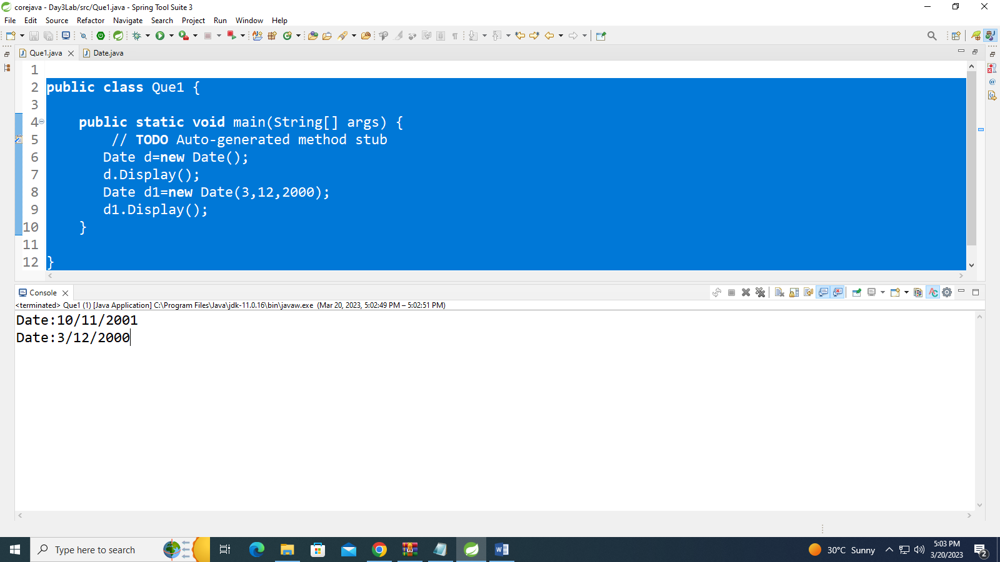 corejava - Day3Lab/src/Que1.java - Spring Tool Suite 3
File Edit Source Refactor Navigate Search Project Run Window Help
Que1.java Date.java
1
2 public class Que1 {
3
4 public static void main(String[] args) {
5 // TODO Auto-generated method stub
6 Date d=new Date();
7 d.Display();
8 Date d1=new Date(3,12,2000);
9 d1.Display();
10 }
11
12 }
Console
<terminated> Que1 (1) [Java Application] C:\Program Files\Java\jdk-11.0.16\bin\javaw.exe (Mar 20, 2023, 5:02:49 PM – 5:02:51 PM)
Date:10/11/2001
Date:3/12/2000
Type here to search
30°C Sunny
5:03 PM
3/20/2023
2